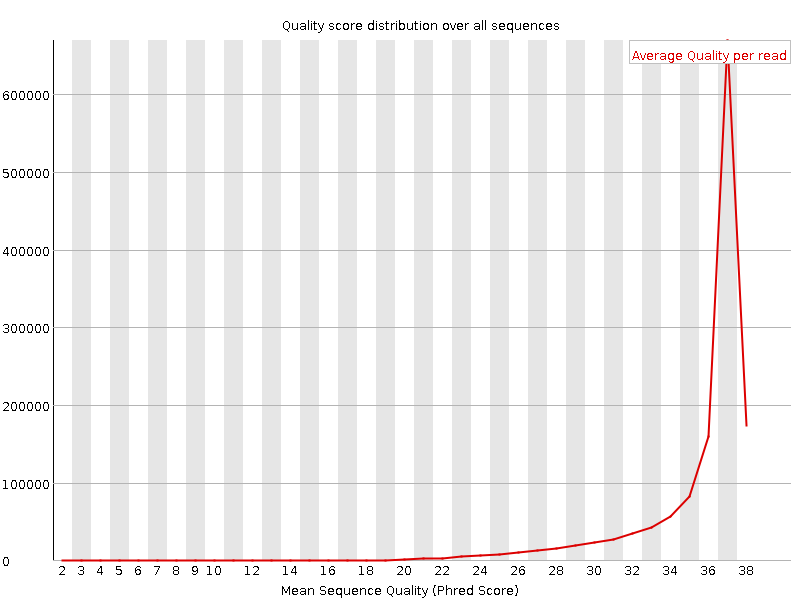 Quality score distribution over all sequences
Average Quality per read
600000
500000
400000
300000
200000
100000
0
2 3 4 5 6 7 8 9 10 12 14 16 18 20 22 24 26 28 30 32 34 36 38
Mean Sequence Quality (Phred Score)